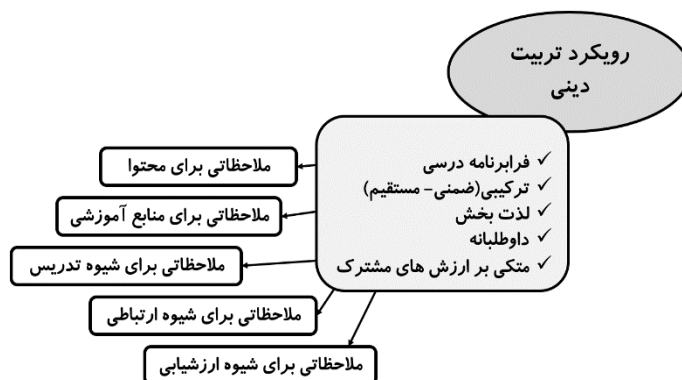 رویکرد تربیت
دینی
✓ فرابرنامه درسی
✓ ترکیبی(ضمنی- مستقیم)
✓ لذت بخش
✓ داوطلبانه
✓ متکی بر ارزش های مشترک
ملاحظاتی برای محتوا
ملاحظاتی برای منابع آموزشی
ملاحظاتی برای شیوه تدریس
ملاحظاتی برای شیوه ارتباطی
ملاحظاتی برای شیوه ارزشیابی